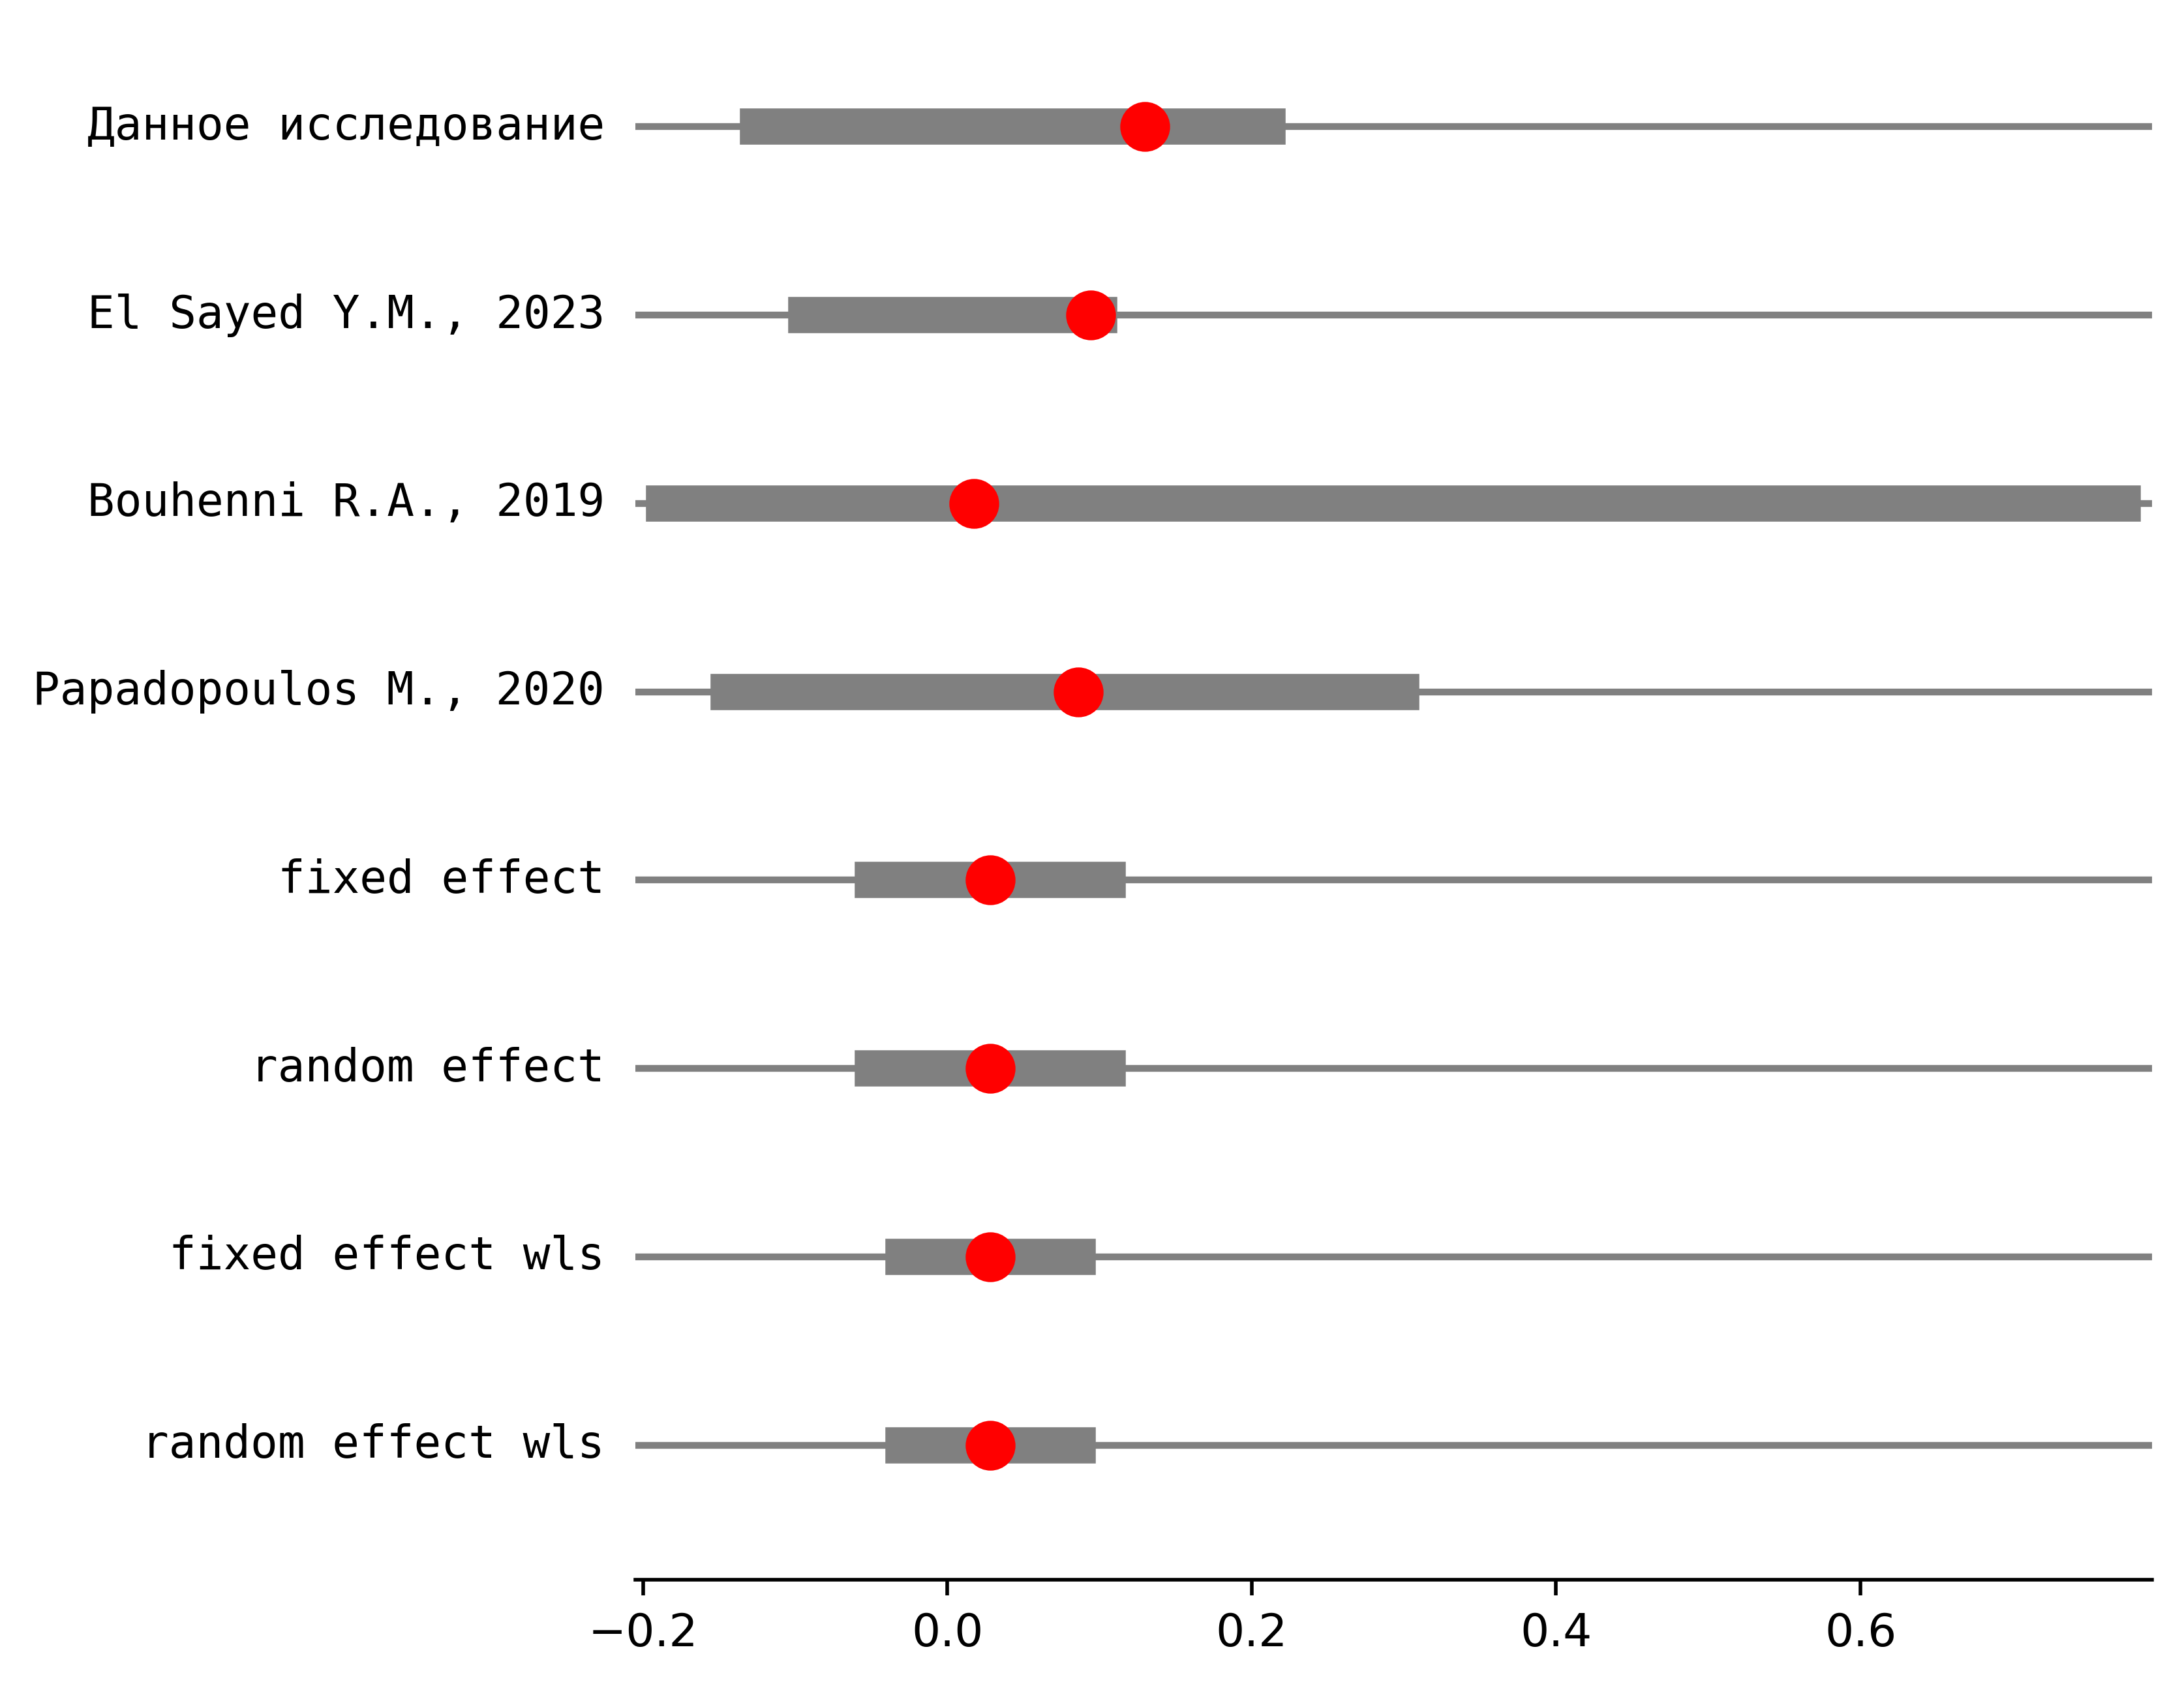 Данное исследование
El Sayed Y.M., 2023
Bouhenni R.A., 2019
Papadopoulos M., 2020
fixed effect
random effect
fixed effect wls
random effect wls
−0.2 0.0 0.2 0.4 0.6